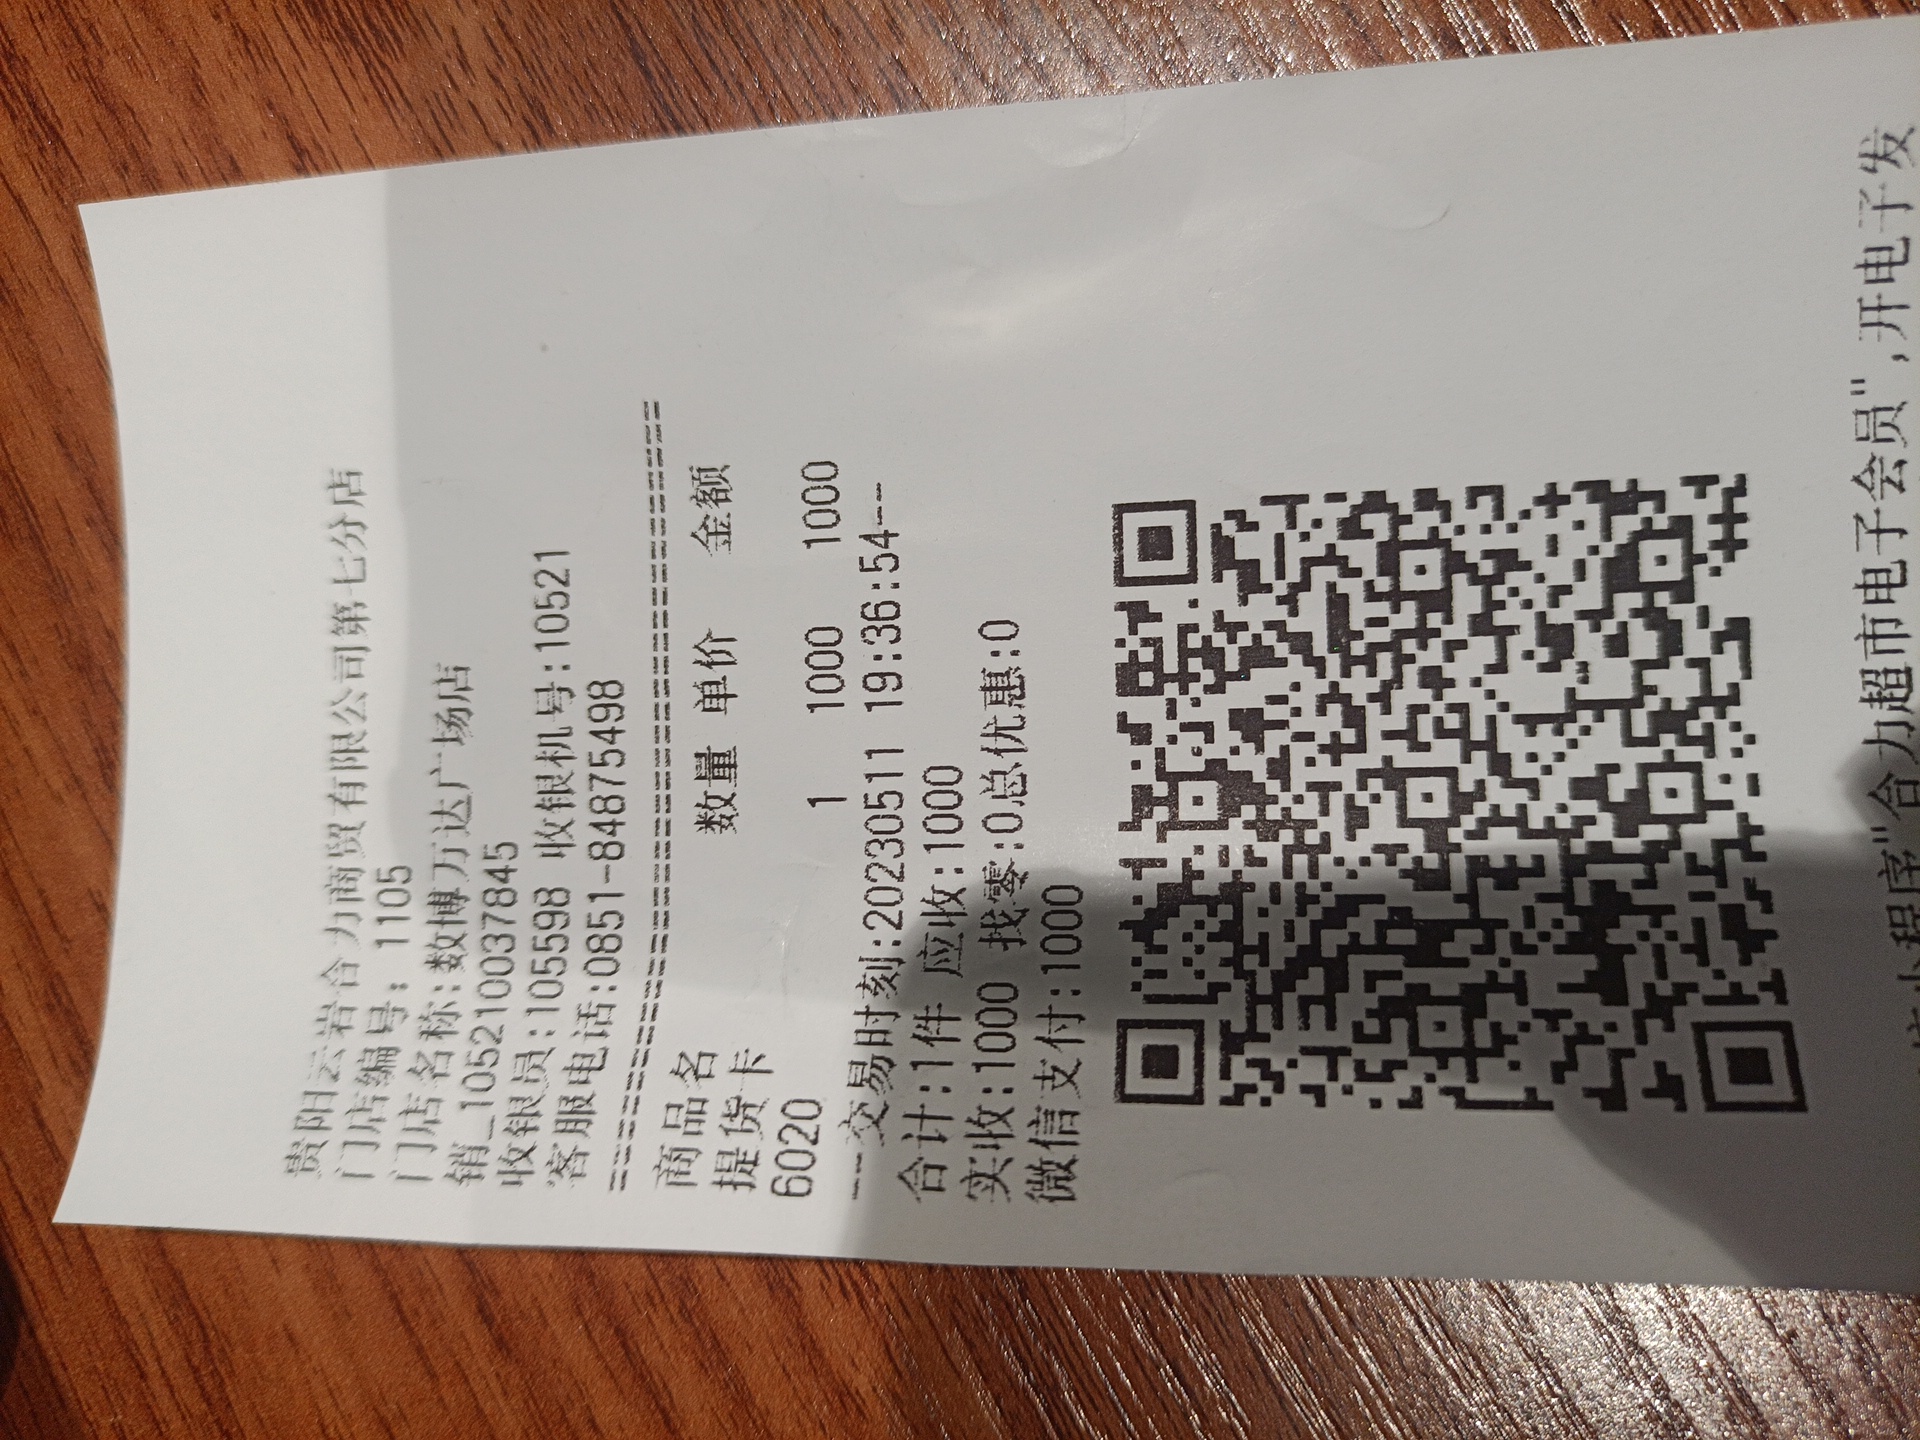 贵阳云岩合力商贸有限公司第七分店
门店编号: 1105
门店名称:数博万达广场店
销_105210037845
收银员:105598 收银机号:10521
客服电话:0851-84875498
================================
商品名 数量 单价 金额
提货卡
6020 1 1000 1000
---交易时刻:20230511 19:36:54--
合计:1件 应收:1000
实收:1000 找零:0总优惠:0
微信支付:1000
小程序"合力超市电子会员",开电子发